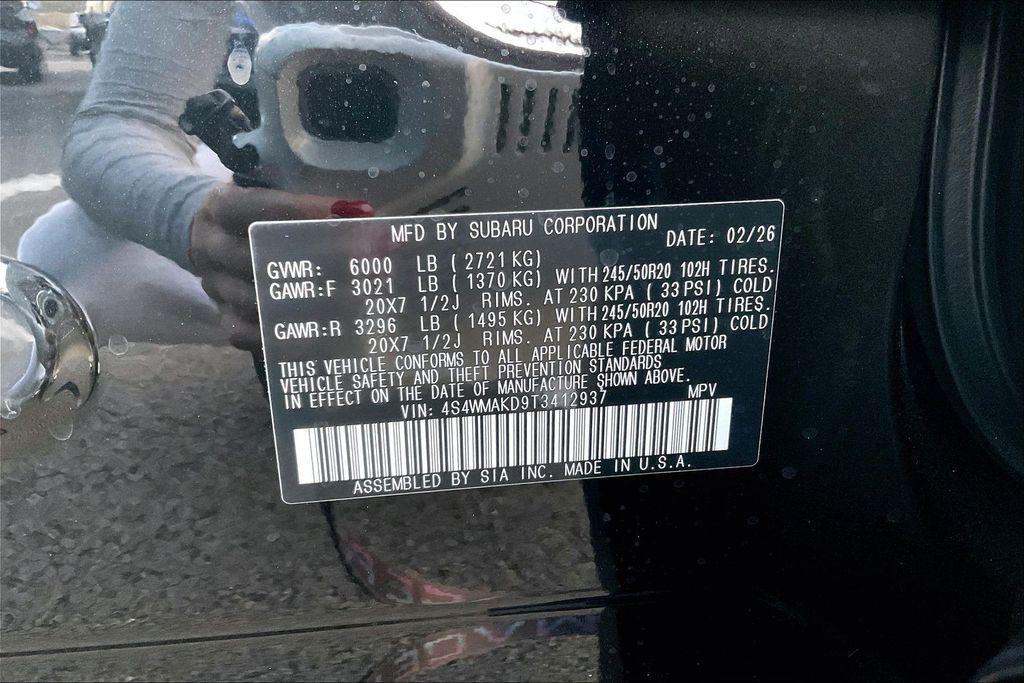 MFD BY SUBARU CORPORATION
DATE: 02/26
GVWR: 6000 LB ( 2721 KG)
GAWR:F 3021 LB ( 1370 KG) WITH 245/50R20 102H TIRES.
20X7 1/2J RIMS. AT 230 KPA ( 33 PSI) COLD
GAWR:R 3296 LB ( 1495 KG) WITH 245/50R20 102H TIRES.
20X7 1/2J RIMS. AT 230 KPA ( 33 PSI) COLD
THIS VEHICLE CONFORMS TO ALL APPLICABLE FEDERAL MOTOR
VEHICLE SAFETY AND THEFT PREVENTION STANDARDS
IN EFFECT ON THE DATE OF MANUFACTURE SHOWN ABOVE.
VIN: 4S4WMAKD9T3412937 MPV
ASSEMBLED BY SIA INC. MADE IN U.S.A.